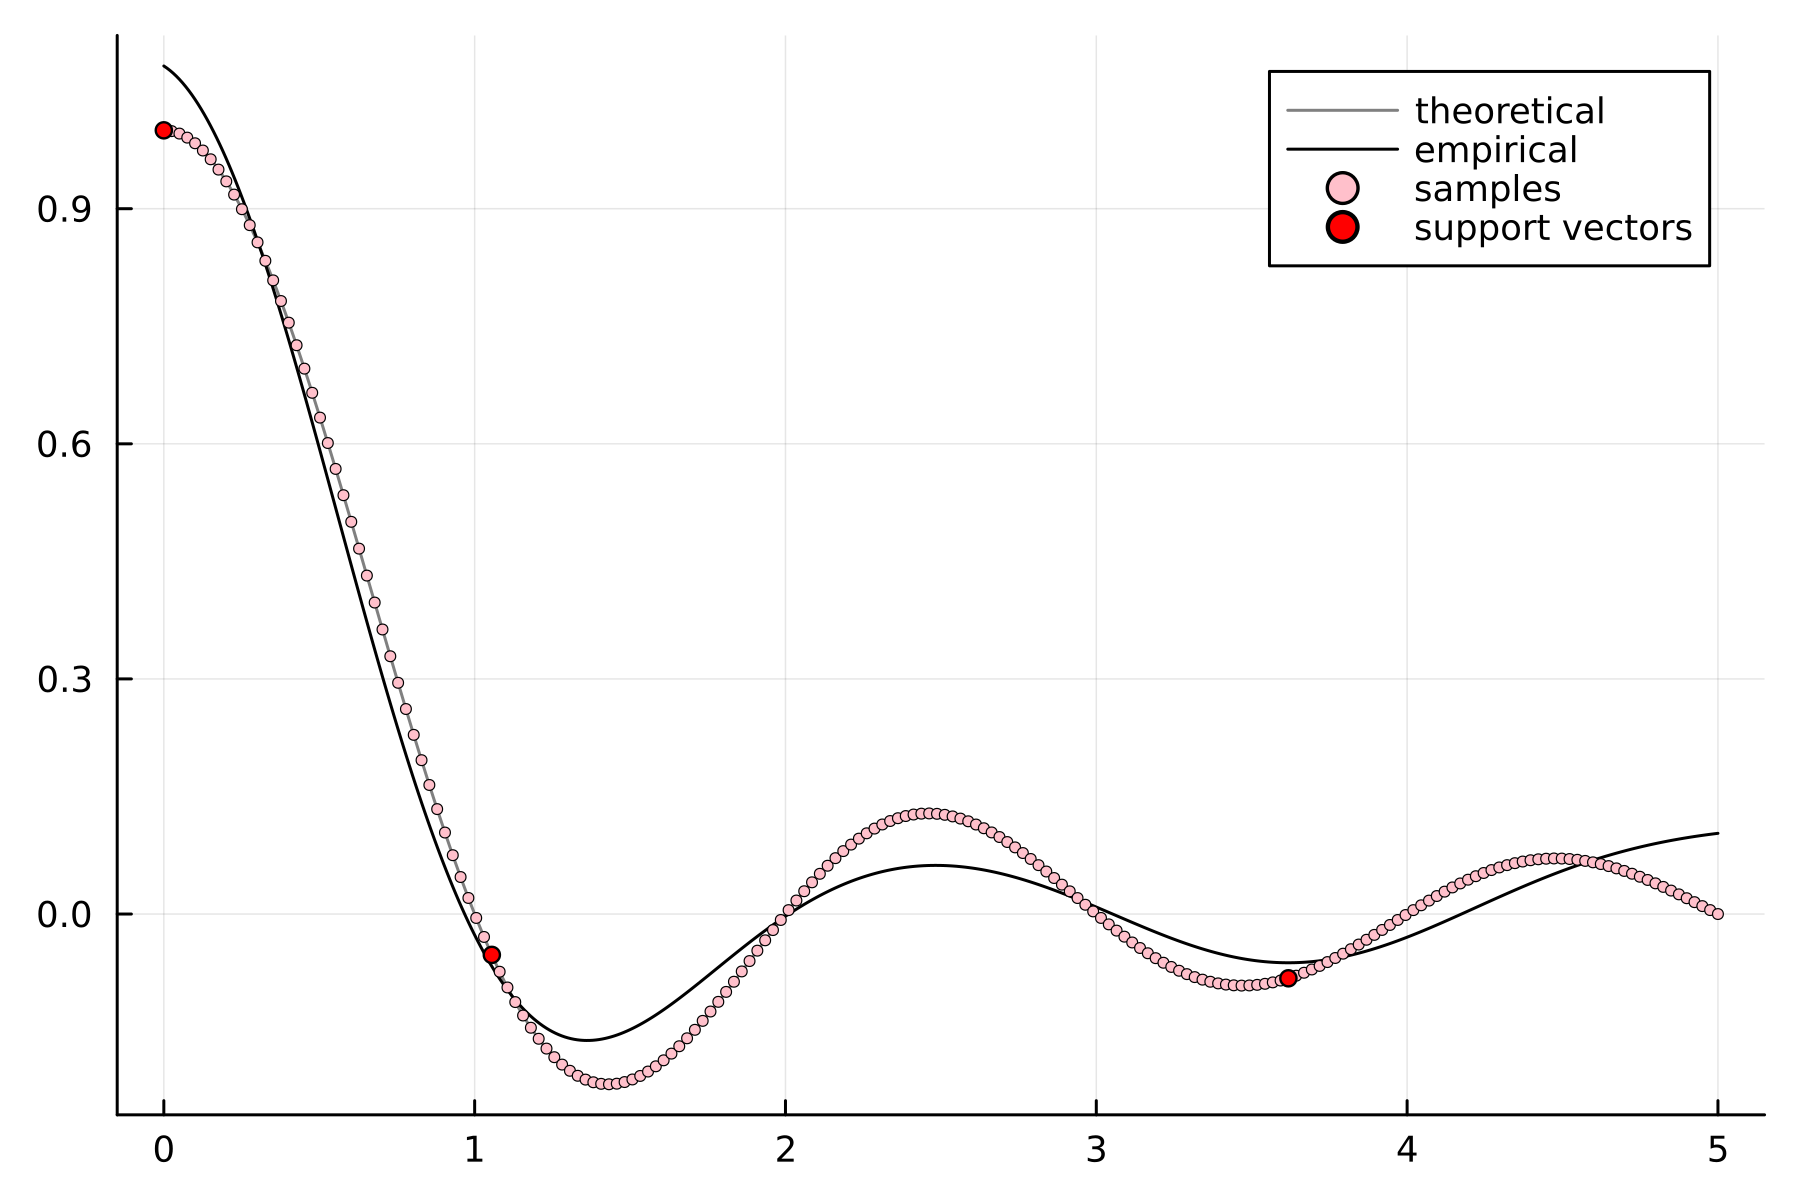 theoretical
empirical
samples
support vectors
0.9
0.6
0.3
0.0
0 1 2 3 4 5